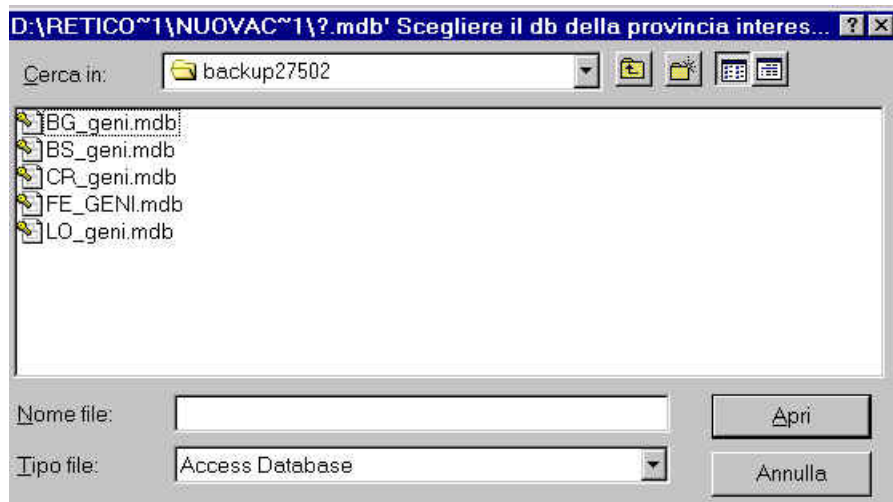 D:\RETICO~1\NUOVAC~1\?.mdb' Scegliere il db della provincia interes...
Cerca in: backup27502
BG_geni.mdb
BS_geni.mdb
CR_geni.mdb
FE_GENI.mdb
LO_geni.mdb
Nome file: Apri
Tipo file: Access Database Annulla